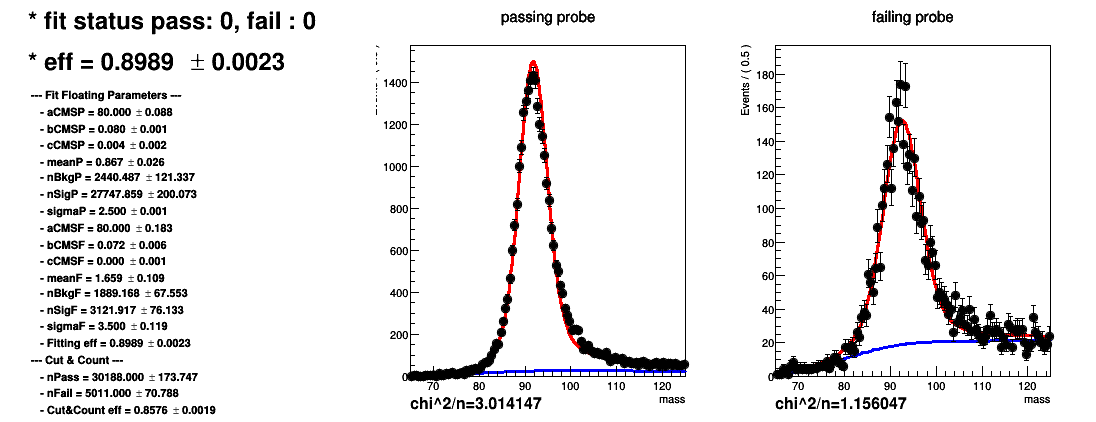 * fit status pass: 0, fail : 0
* eff = 0.8989 ± 0.0023
--- Fit Floating Parameters ---
- aCMSP = 80.000 ± 0.088
- bCMSP = 0.080 ± 0.001
- cCMSP = 0.004 ± 0.002
- meanP = 0.867 ± 0.026
- nBkgP = 2440.487 ± 121.337
- nSigP = 27747.859 ± 200.073
- sigmaP = 2.500 ± 0.001
- aCMSF = 80.000 ± 0.183
- bCMSF = 0.072 ± 0.006
- cCMSF = 0.000 ± 0.001
- meanF = 1.659 ± 0.109
- nBkgF = 1889.168 ± 67.553
- nSigF = 3121.917 ± 76.133
- sigmaF = 3.500 ± 0.119
- Fitting eff = 0.8989 ± 0.0023
--- Cut & Count ---
- nPass = 30188.000 ± 173.747
- nFail = 5011.000 ± 70.788
- Cut&Count eff = 0.8576 ± 0.0019
passing probe
1400
1200
1000
800
600
400
200
0
70 80 90 100 110 120
mass
chi^2/n=3.014147
failing probe
Events / ( 0.5 )
180
160
140
120
100
80
60
40
20
0
70 80 90 100 110 120
mass
chi^2/n=1.156047